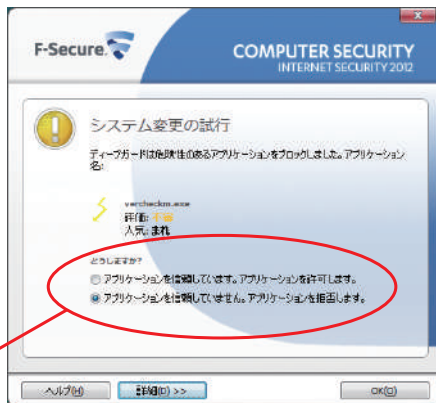 F-Secure.
COMPUTER SECURITY
INTERNET SECURITY 2012
システム変更の試行
ディープガードは危険性のあるアプリケーションをブロックしました。アプリケーション
名:
vercheckon.exe
評価: 不審
人気: まれ
どうしますか?
アプリケーションを信頼しています。アプリケーションを許可します。
アプリケーションを信頼していません。アプリケーションを拒否します。
ヘルプ(H)
詳細(D) >>
OK(O)